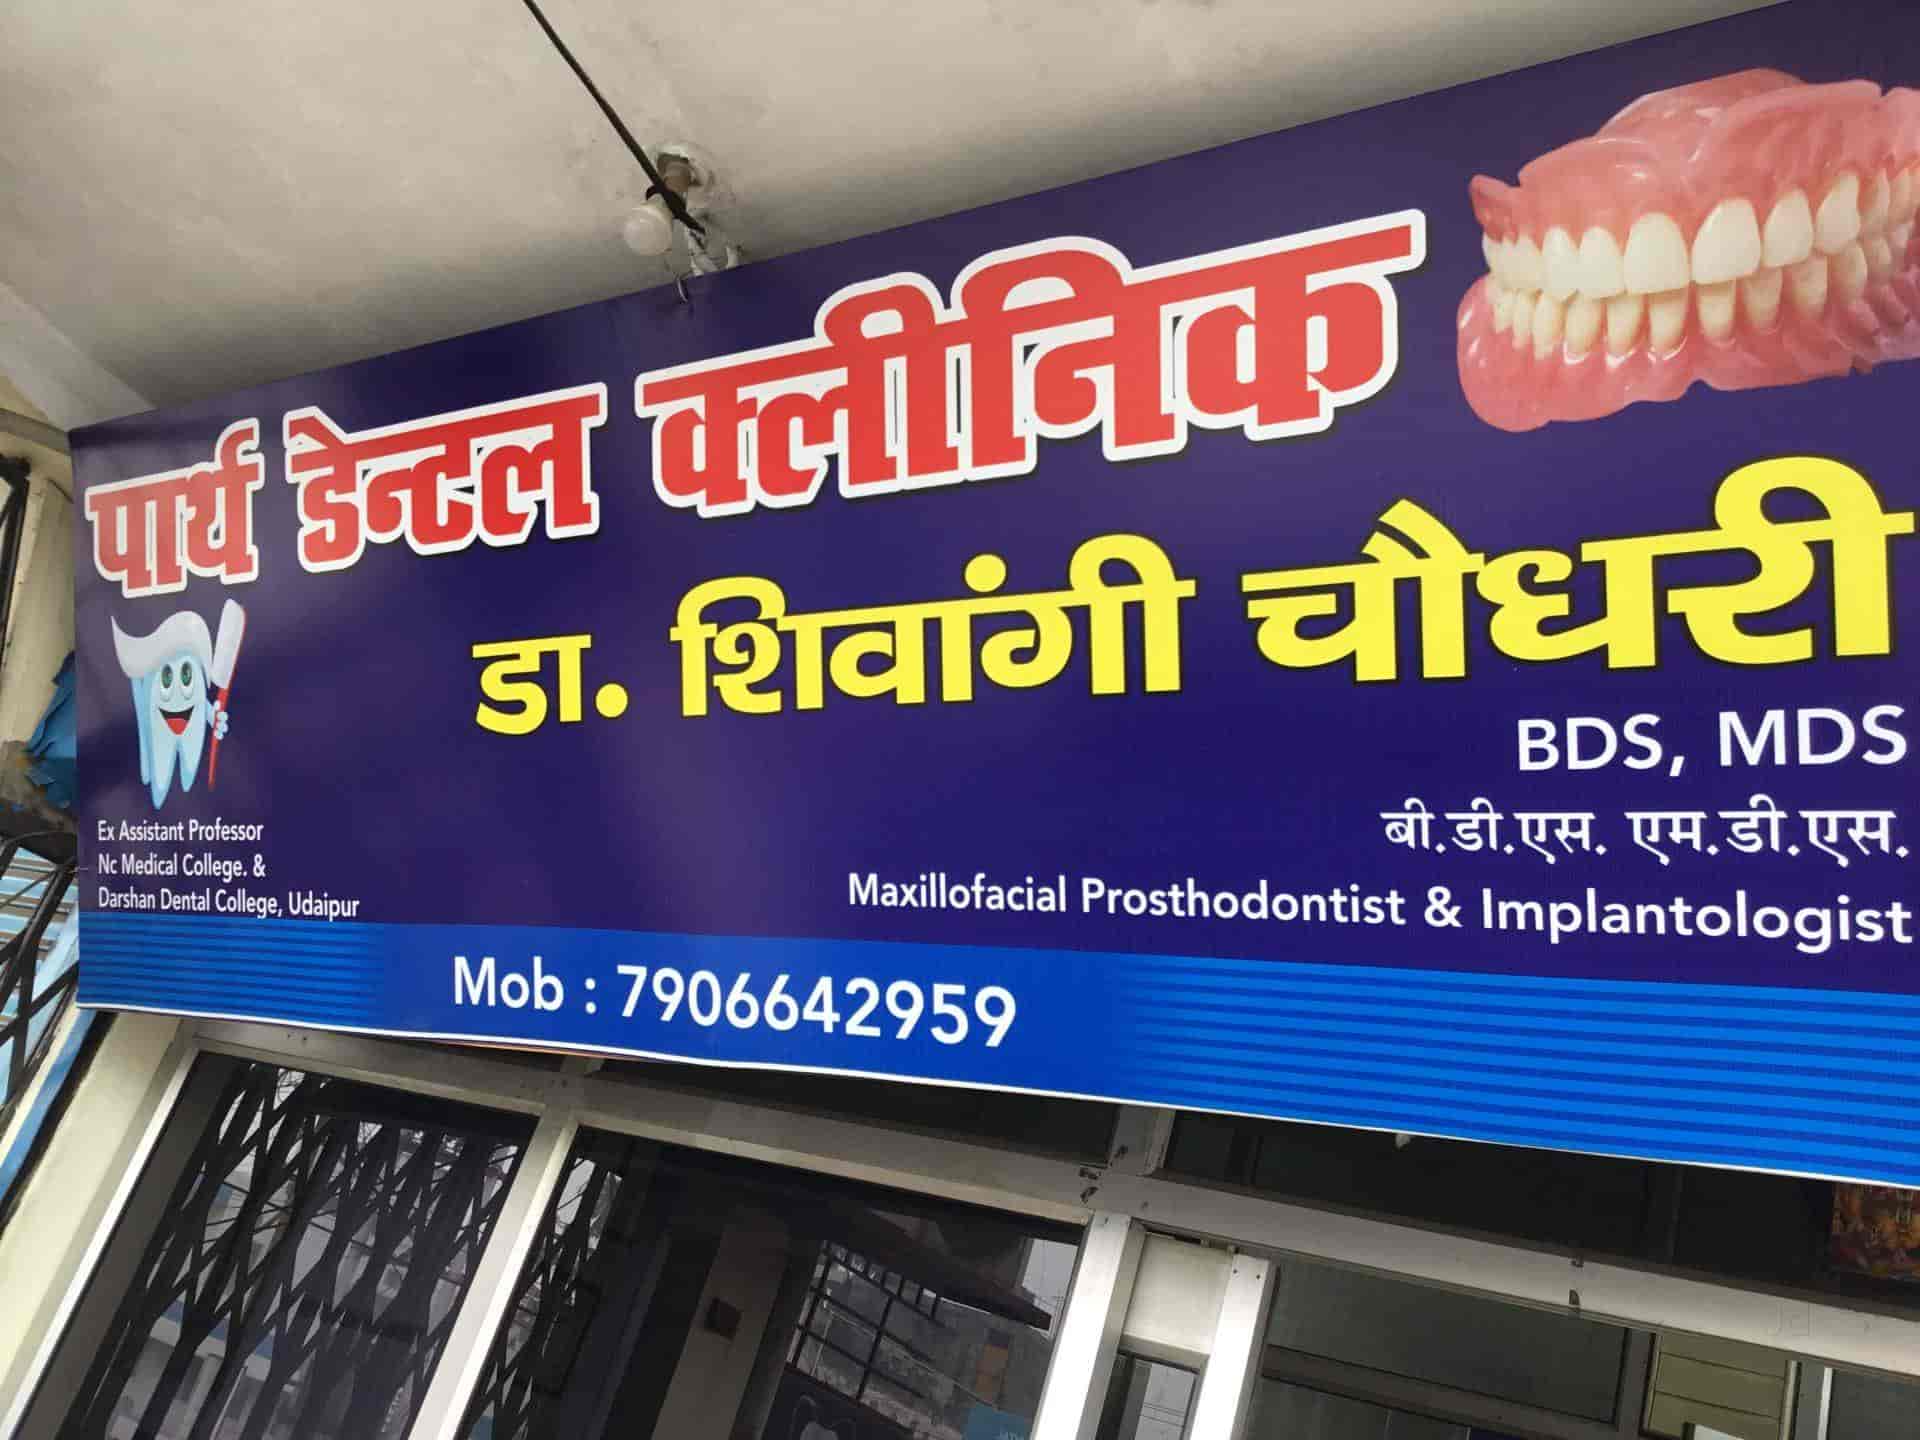 पार्थ डेन्टल क्लीनिक
डा. शिवांगी चौधरी
BDS, MDS
बी.डी.एस. एम.डी.एस.
Maxillofacial Prosthodontist & Implantologist
Ex Assistant Professor
Nc Medical College. &
Darshan Dental College, Udaipur
Mob : 7906642959